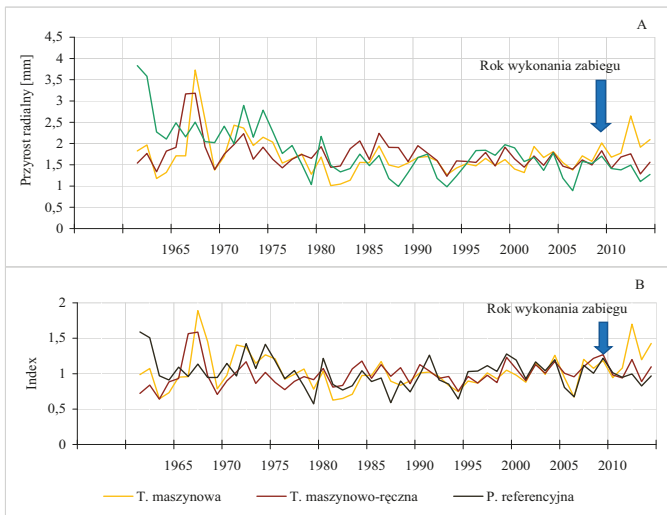 A
Rok wykonania zabiegu
Przyrost radialny [mm]
4,5
4
3,5
3
2,5
2
1,5
1
0,5
0
1965 1970 1975 1980 1985 1990 1995 2000 2005 2010
B
Rok wykonania zabiegu
Index
2
1,5
1
0,5
0
1965 1970 1975 1980 1985 1990 1995 2000 2005 2010
T. maszynowa T. maszynowo-ręczna P. referencyjna